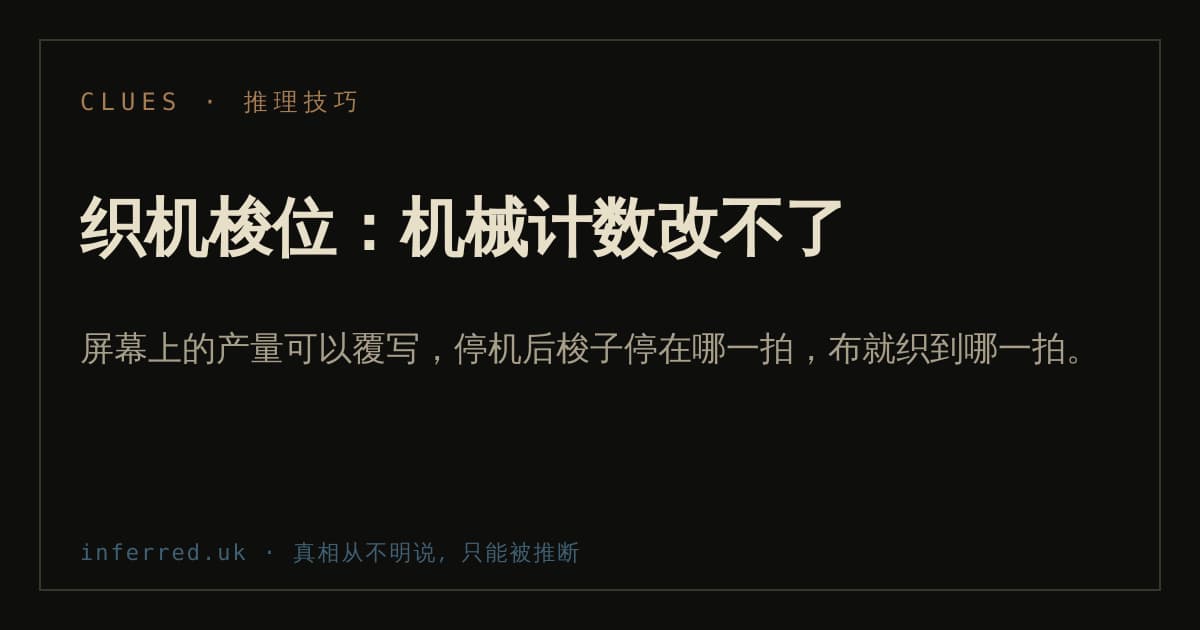 CLUES · 推理技巧
织机梭位：机械计数改不了
屏幕上的产量可以覆写，停机后梭子停在哪一拍，布就织到哪一拍。
inferred.uk · 真相从不明说, 只能被推断